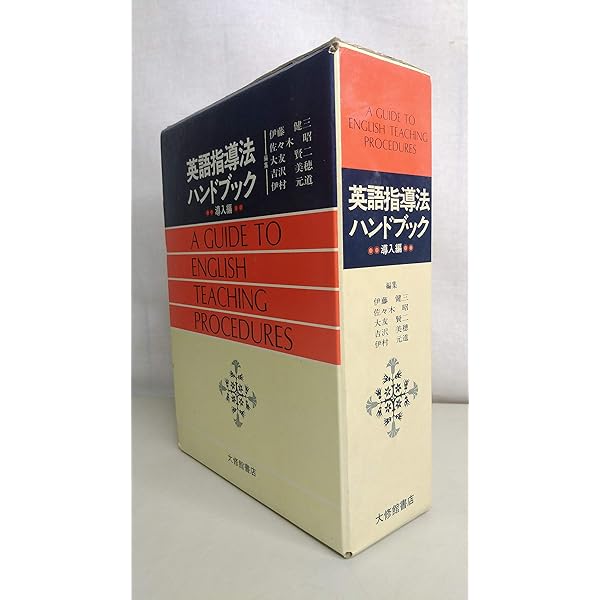 英語指導法
ハンドブック
導入編
編集
伊藤 健三
佐々木 昭
大友 賢二
吉沢 美穂
伊村 元道
A GUIDE TO
ENGLISH
TEACHING
PROCEDURES
大修館書店
A GUIDE TO
ENGLISH TEACHING
PROCEDURES
英語指導法
ハンドブック
導入編
編集
伊藤 健三
佐々木 昭
大友 賢二
吉沢 美穂
伊村 元道
大修館書店